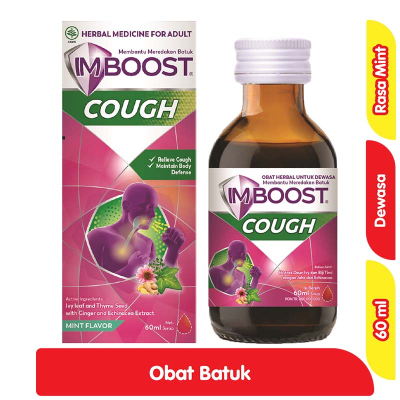 HERBAL MEDICINE FOR ADULT
Membantu Meredakan Batuk
IMBOOST®
COUGH
✓ Relieve Cough
✓ Maintain Body
Defense
Active Ingredients
Ivy leaf and Thyme Seed
with Ginger and Echinacea Extract
MINT FLAVOR
60ml
OBAT HERBAL UNTUK DEWASA
Membantu Meredakan Batuk
IMBOOST®
COUGH
60ml
Rasa Mint
Dewasa
60 ml
Obat Batuk